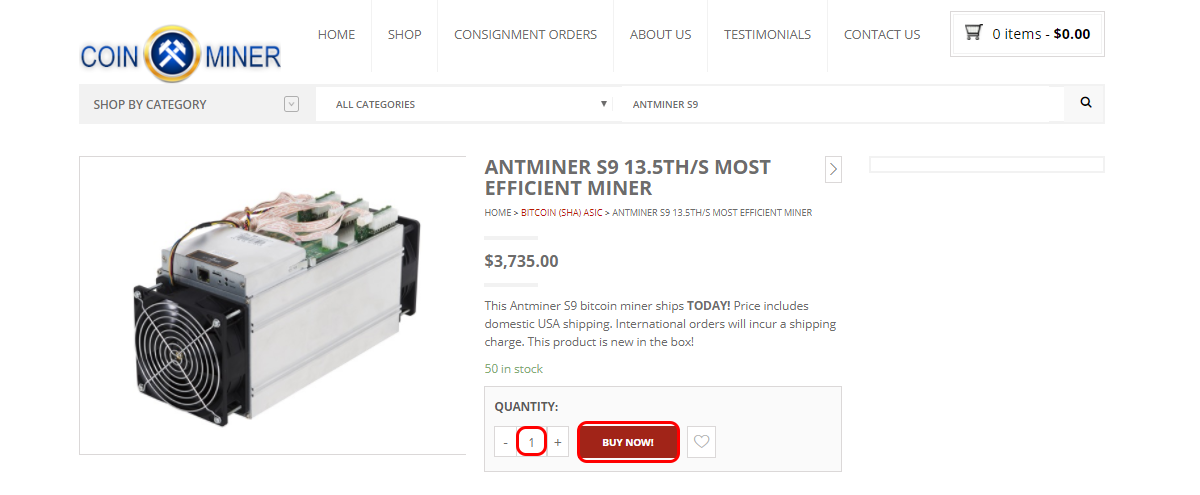 COIN MINER
HOME
SHOP
CONSIGNMENT ORDERS
ABOUT US
TESTIMONIALS
CONTACT US
0 items - $0.00
SHOP BY CATEGORY
ALL CATEGORIES
ANTMINER S9
ANTMINER S9 13.5TH/S MOST
EFFICIENT MINER
HOME > BITCOIN (SHA) ASIC > ANTMINER S9 13.5TH/S MOST EFFICIENT MINER
$3,735.00
This Antminer S9 bitcoin miner ships TODAY! Price includes
domestic USA shipping. International orders will incur a shipping
charge. This product is new in the box!
50 in stock
QUANTITY:
- 1 +
BUY NOW!